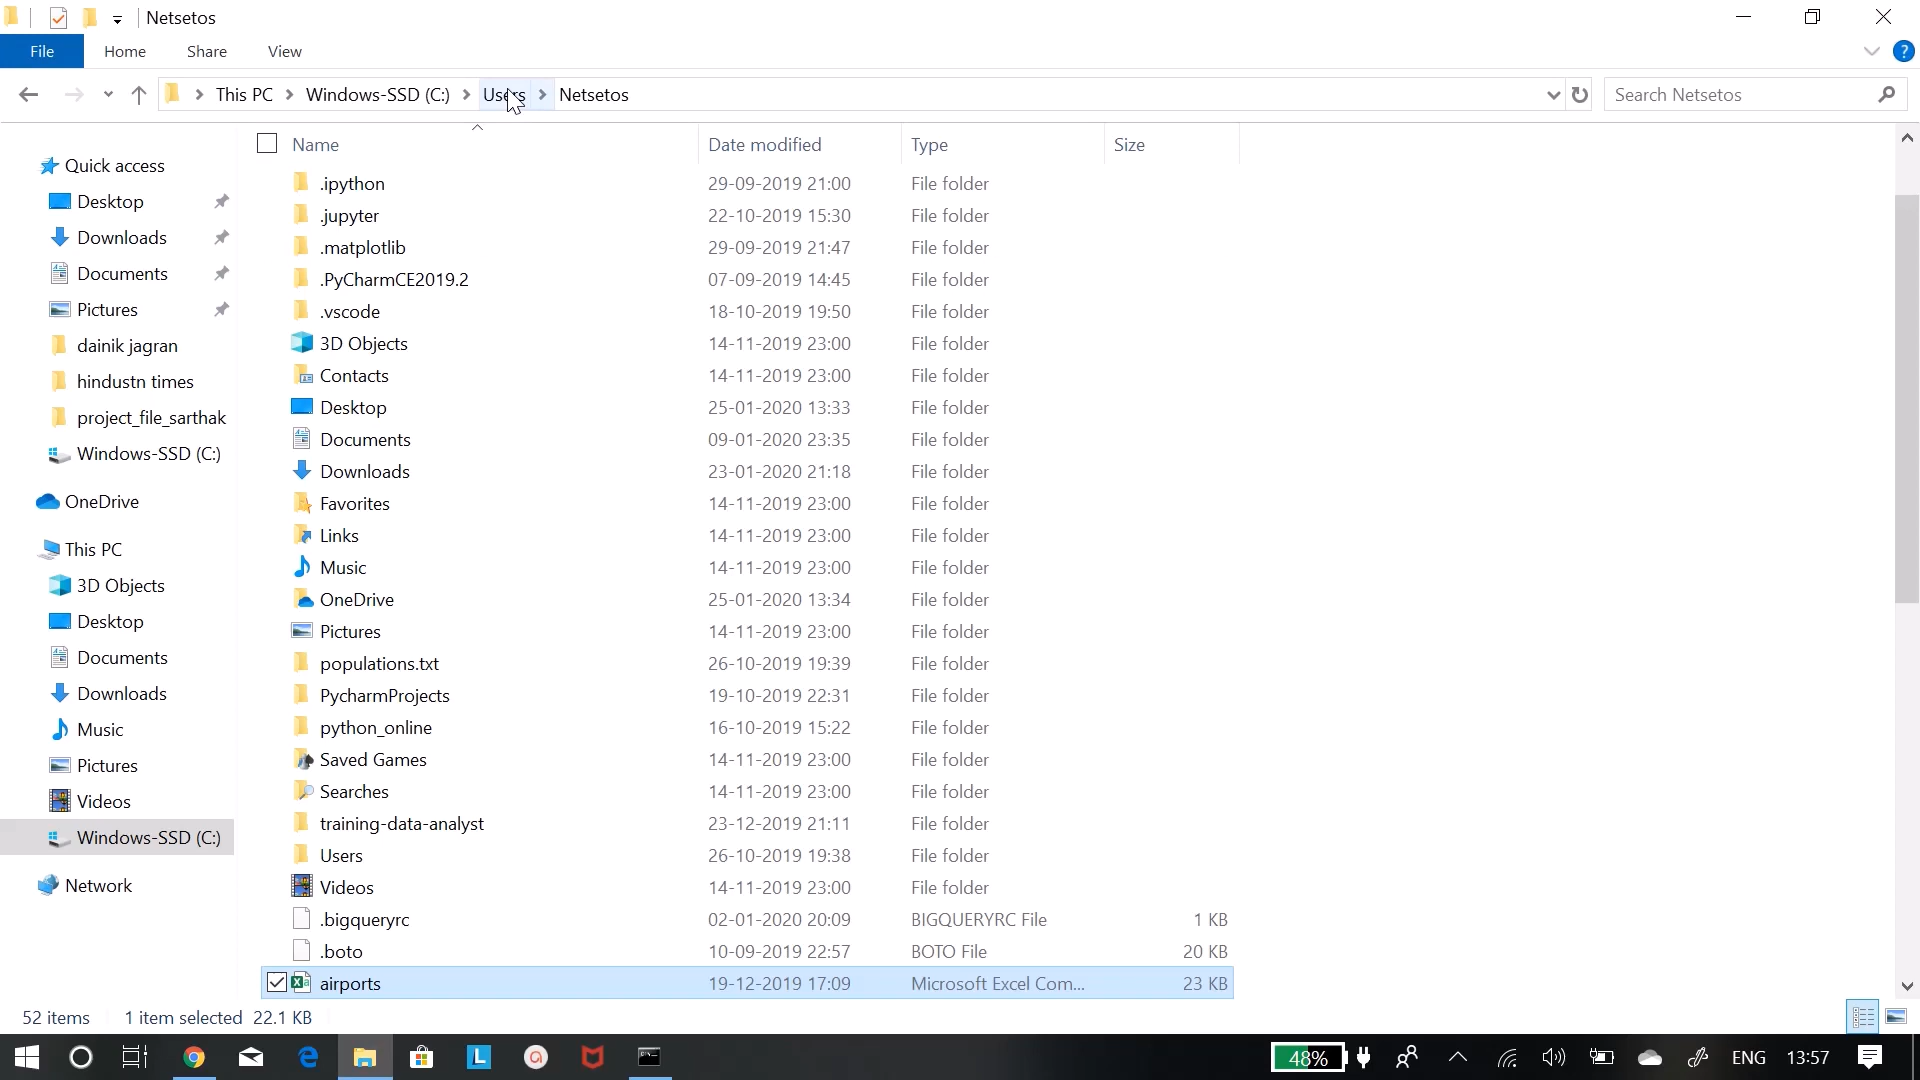 Netsetos
File Home Share View
This PC Windows-SSD (C:) Users Netsetos Search Netsetos
Name Date modified Type Size
Quick access
Desktop
Downloads
Documents
Pictures
dainik jagran
hindustn times
project_file_sarthak
Windows-SSD (C:)
OneDrive
This PC
3D Objects
Desktop
Documents
Downloads
Music
Pictures
Videos
Windows-SSD (C:)
Network
.ipython 29-09-2019 21:00 File folder
.jupyter 22-10-2019 15:30 File folder
.matplotlib 29-09-2019 21:47 File folder
.PyCharmCE2019.2 07-09-2019 14:45 File folder
.vscode 18-10-2019 19:50 File folder
3D Objects 14-11-2019 23:00 File folder
Contacts 14-11-2019 23:00 File folder
Desktop 25-01-2020 13:33 File folder
Documents 09-01-2020 23:35 File folder
Downloads 23-01-2020 21:18 File folder
Favorites 14-11-2019 23:00 File folder
Links 14-11-2019 23:00 File folder
Music 14-11-2019 23:00 File folder
OneDrive 25-01-2020 13:34 File folder
Pictures 14-11-2019 23:00 File folder
populations.txt 26-10-2019 19:39 File folder
PycharmProjects 19-10-2019 22:31 File folder
python_online 16-10-2019 15:22 File folder
Saved Games 14-11-2019 23:00 File folder
Searches 14-11-2019 23:00 File folder
training-data-analyst 23-12-2019 21:11 File folder
Users 26-10-2019 19:38 File folder
Videos 14-11-2019 23:00 File folder
.bigqueryrc 02-01-2020 20:09 BIGQUERYRC File 1 KB
.boto 10-09-2019 22:57 BOTO File 20 KB
airports 19-12-2019 17:09 Microsoft Excel Com... 23 KB
52 items 1 item selected 22.1 KB
48% ENG 13:57